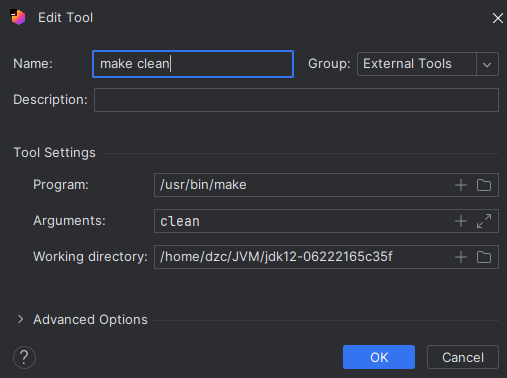 Edit Tool
Name: make clean Group: External Tools
Description:
Tool Settings
Program: /usr/bin/make
Arguments: clean
Working directory: /home/dzc/JVM/jdk12-06222165c35f
Advanced Options
? OK Cancel